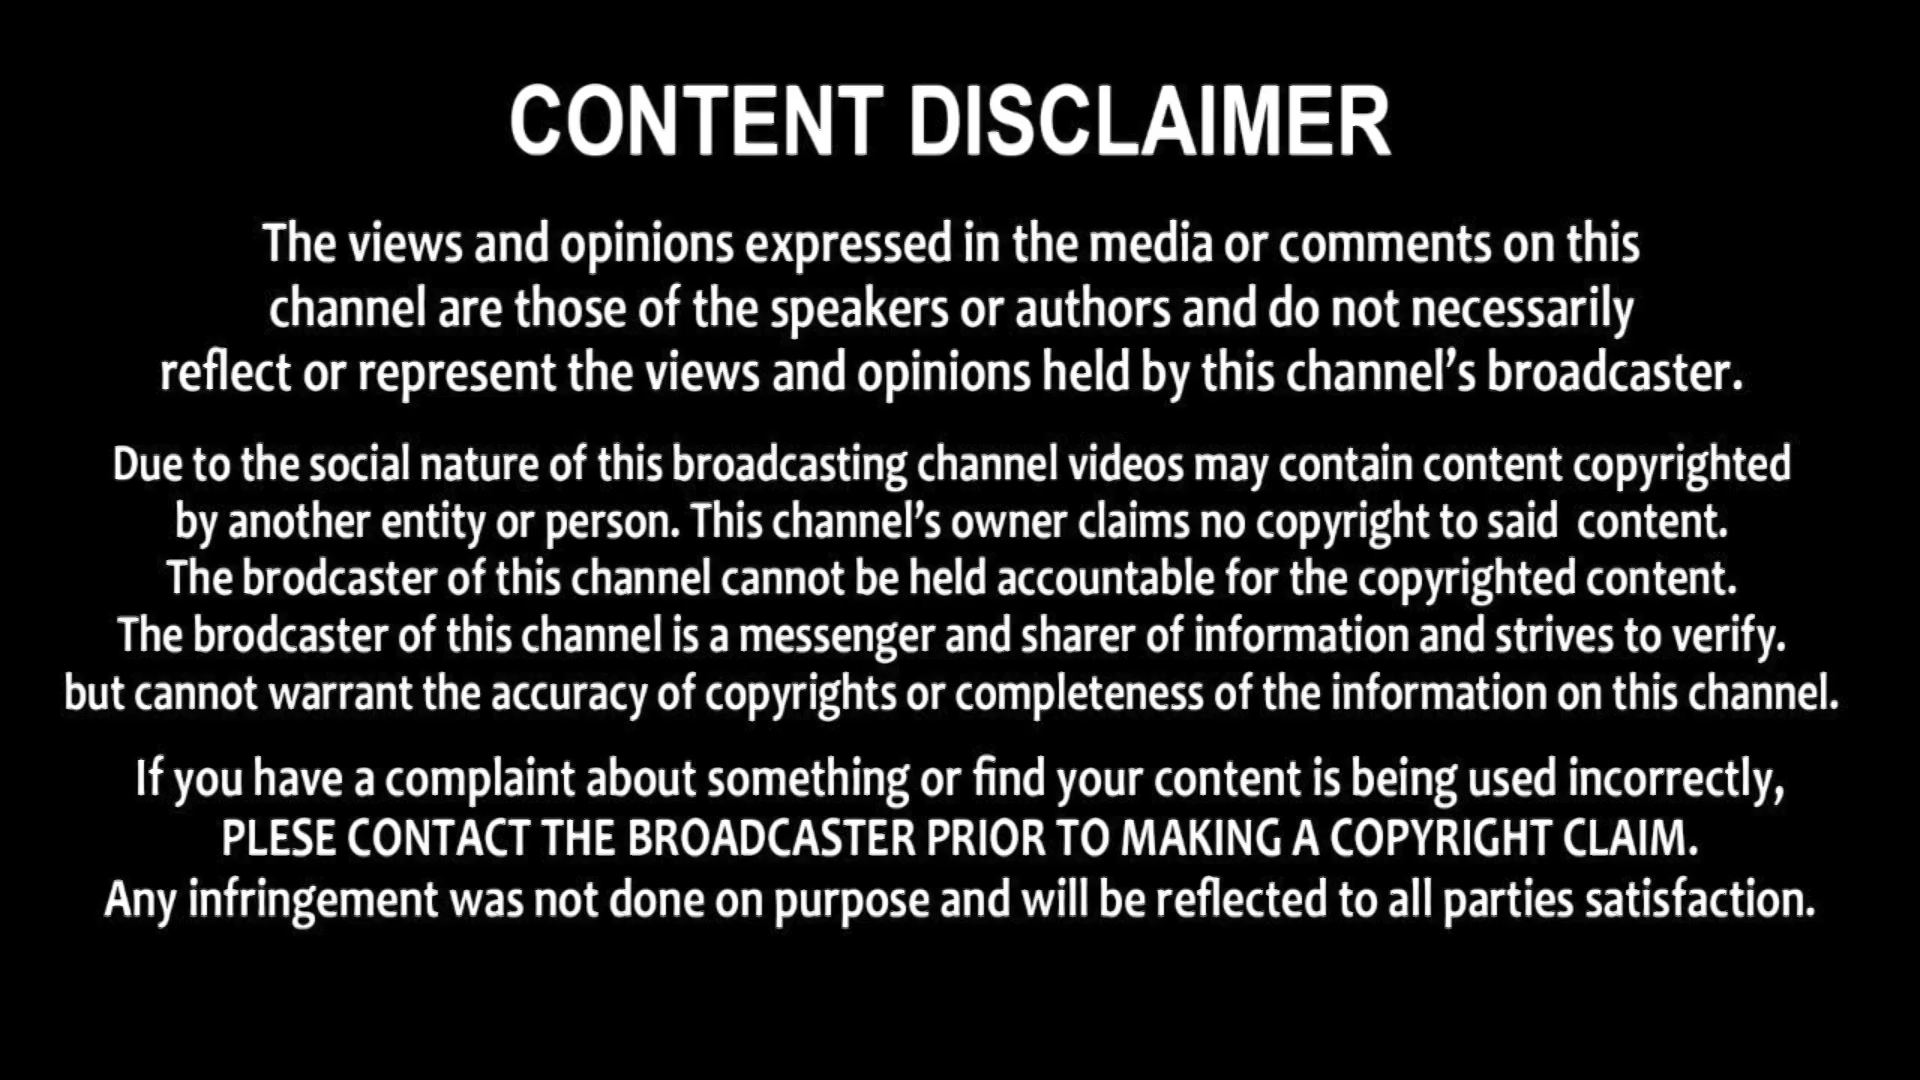 CONTENT DISCLAIMER
The views and opinions expressed in the media or comments on this
channel are those of the speakers or authors and do not necessarily
reflect or represent the views and opinions held by this channel’s broadcaster.
Due to the social nature of this broadcasting channel videos may contain content copyrighted
by another entity or person. This channel’s owner claims no copyright to said content.
The brodcaster of this channel cannot be held accountable for the copyrighted content.
The brodcaster of this channel is a messenger and sharer of information and strives to verify.
but cannot warrant the accuracy of copyrights or completeness of the information on this channel.
If you have a complaint about something or find your content is being used incorrectly,
PLESE CONTACT THE BROADCASTER PRIOR TO MAKING A COPYRIGHT CLAIM.
Any infringement was not done on purpose and will be reflected to all parties satisfaction.